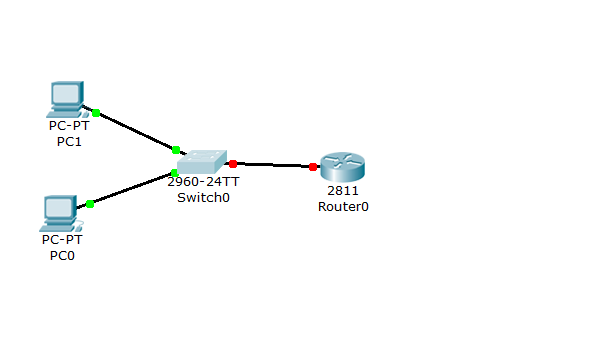 PC-PT
PC1
2960-24TT
Switch0
2811
Router0
PC-PT
PC0